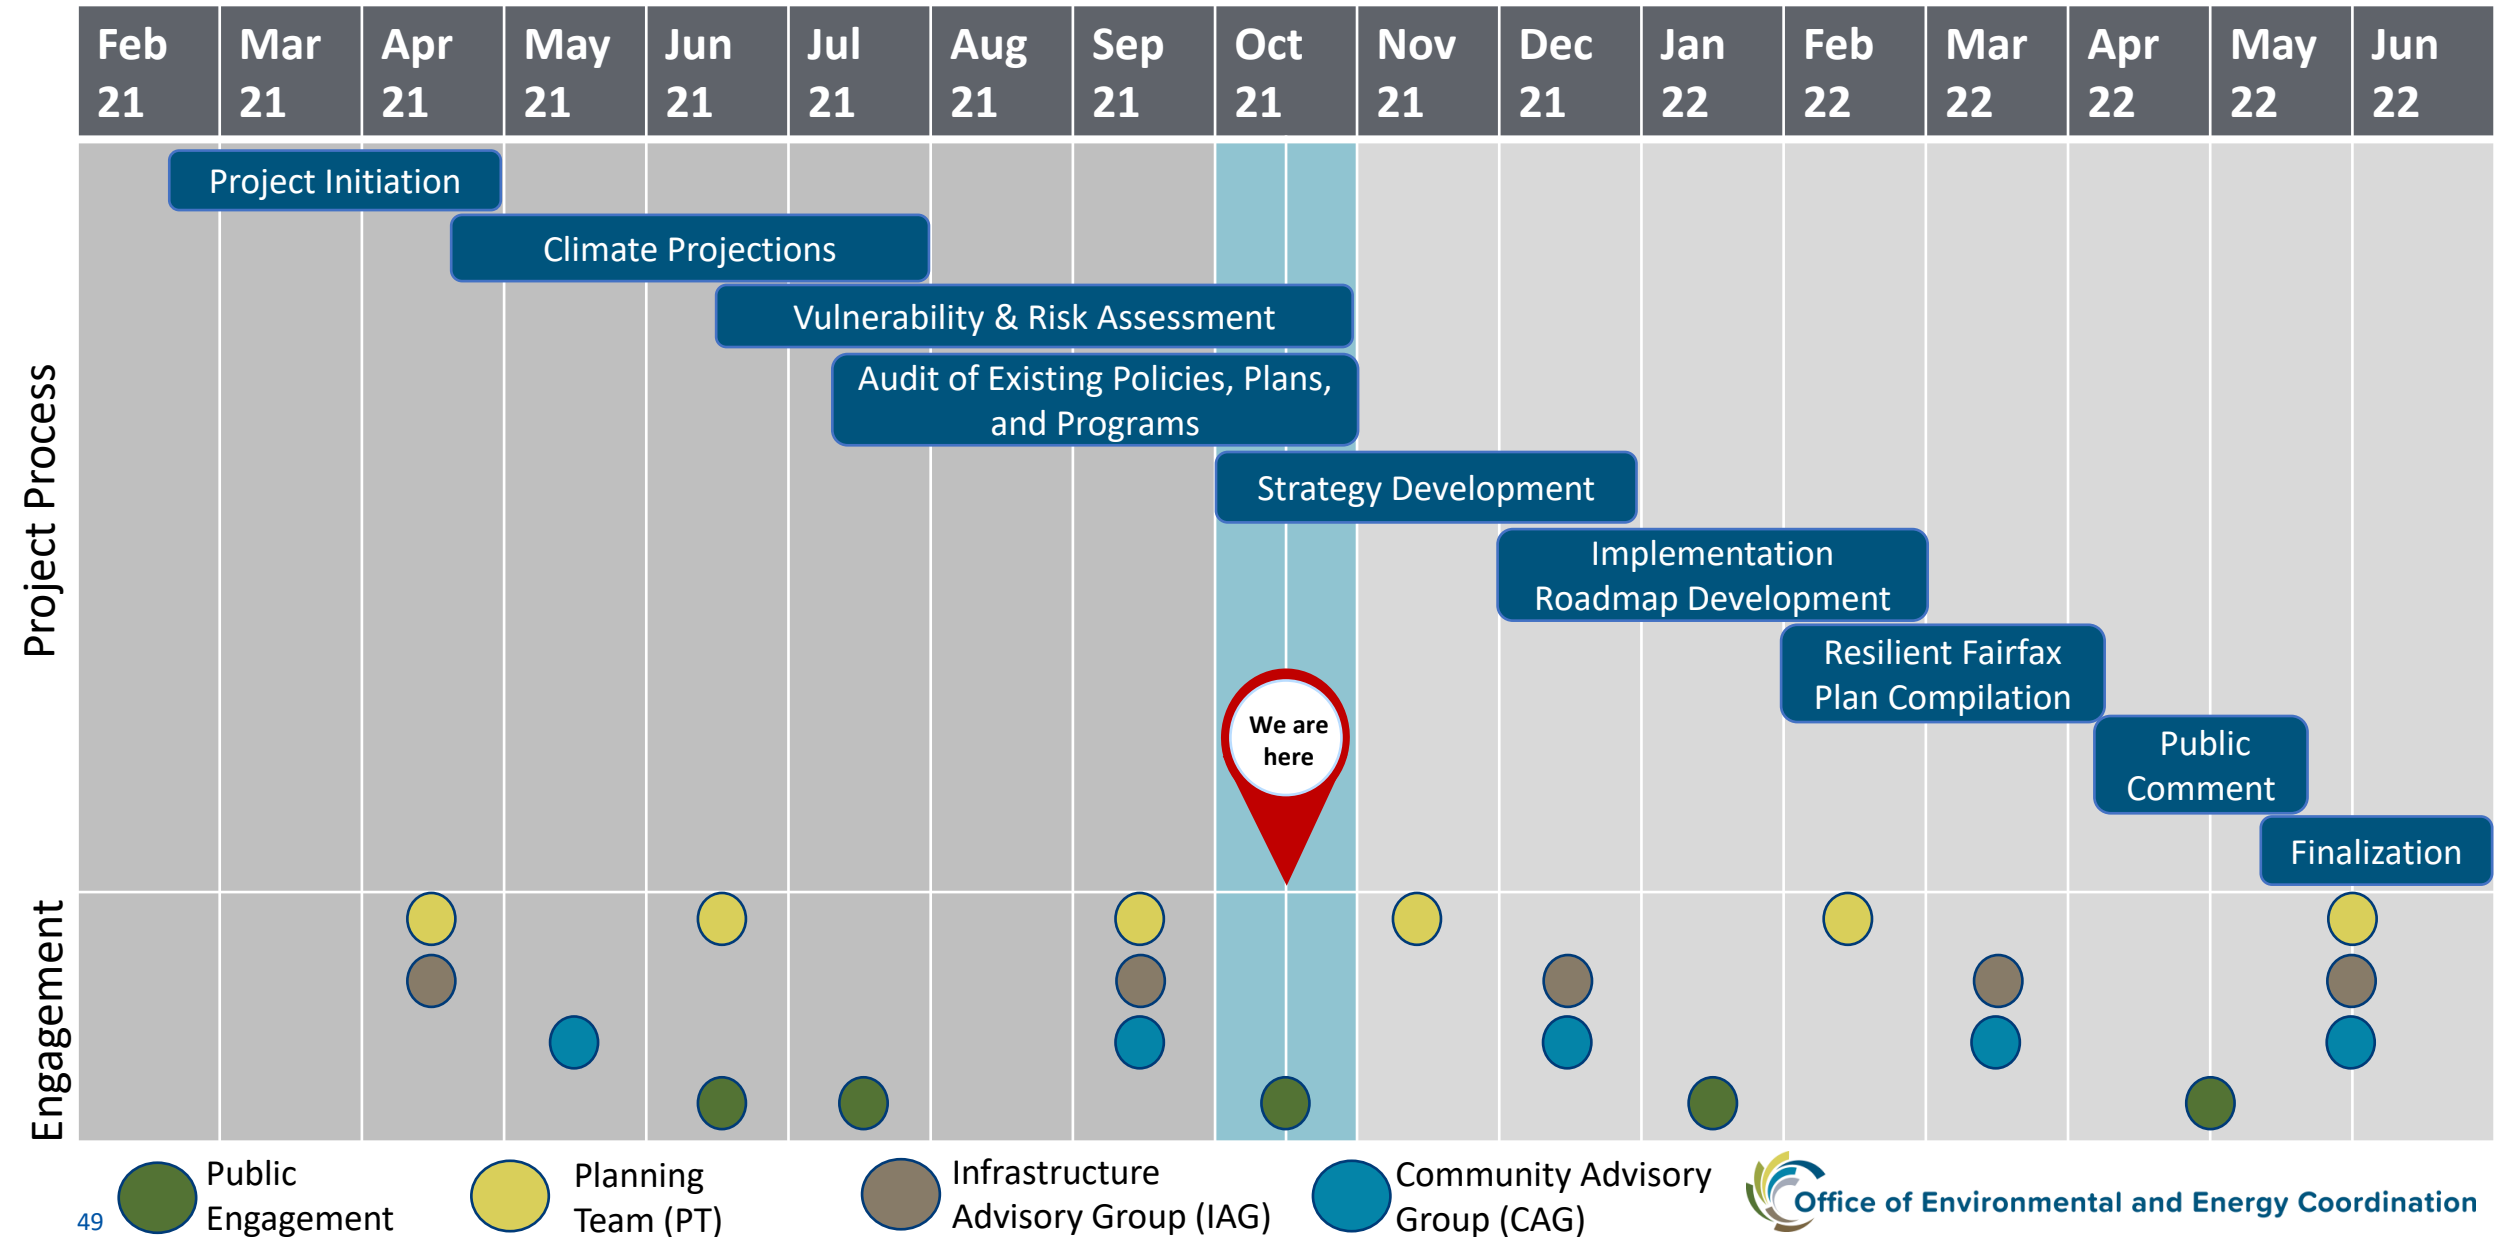 Feb 21
Mar 21
Apr 21
May 21
Jun 21
Jul 21
Aug 21
Sep 21
Oct 21
Nov 21
Dec 21
Jan 22
Feb 22
Mar 22
Apr 22
May 22
Jun 22
Project Process
Project Initiation
Climate Projections
Vulnerability & Risk Assessment
Audit of Existing Policies, Plans,
and Programs
Strategy Development
Implementation
Roadmap Development
Resilient Fairfax
Plan Compilation
We are
here
Public
Comment
Finalization
Engagement
Public
Engagement
Planning
Team (PT)
Infrastructure
Advisory Group (IAG)
Community Advisory
Group (CAG)
Office of Environmental and Energy Coordination
49